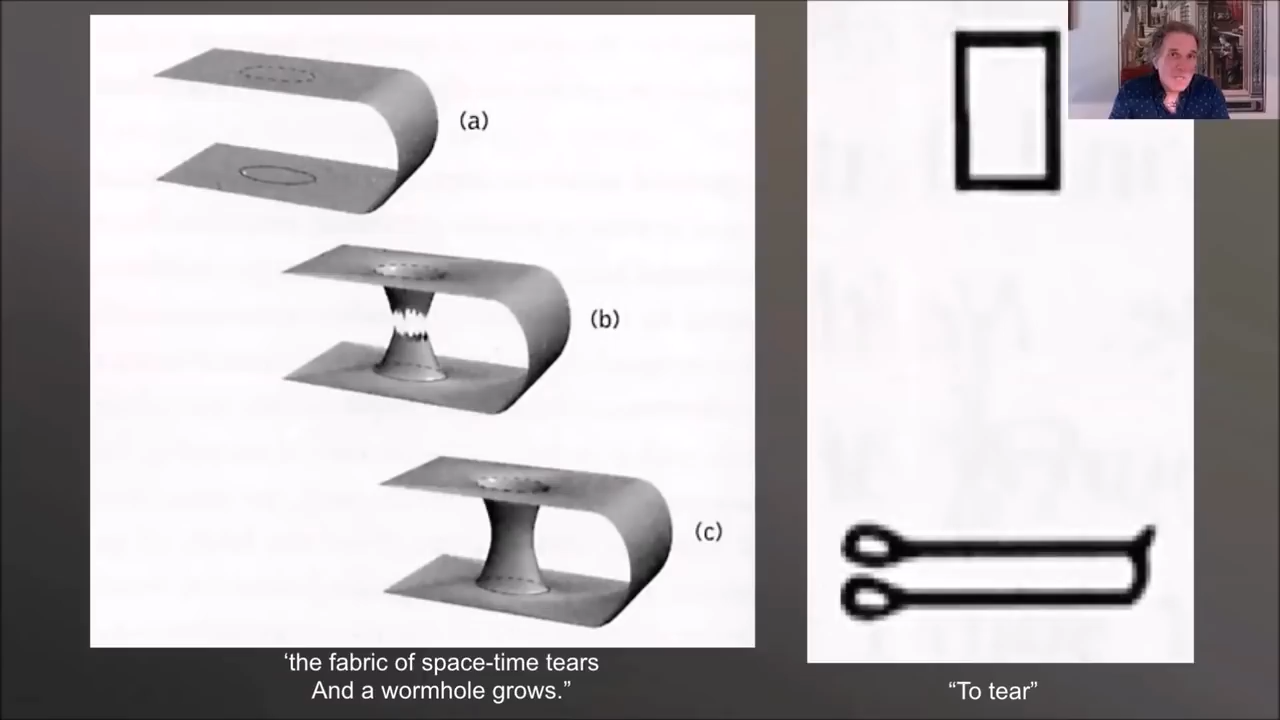 (a)
(b)
(c)
‘the fabric of space-time tears
And a wormhole grows.”
“To tear”